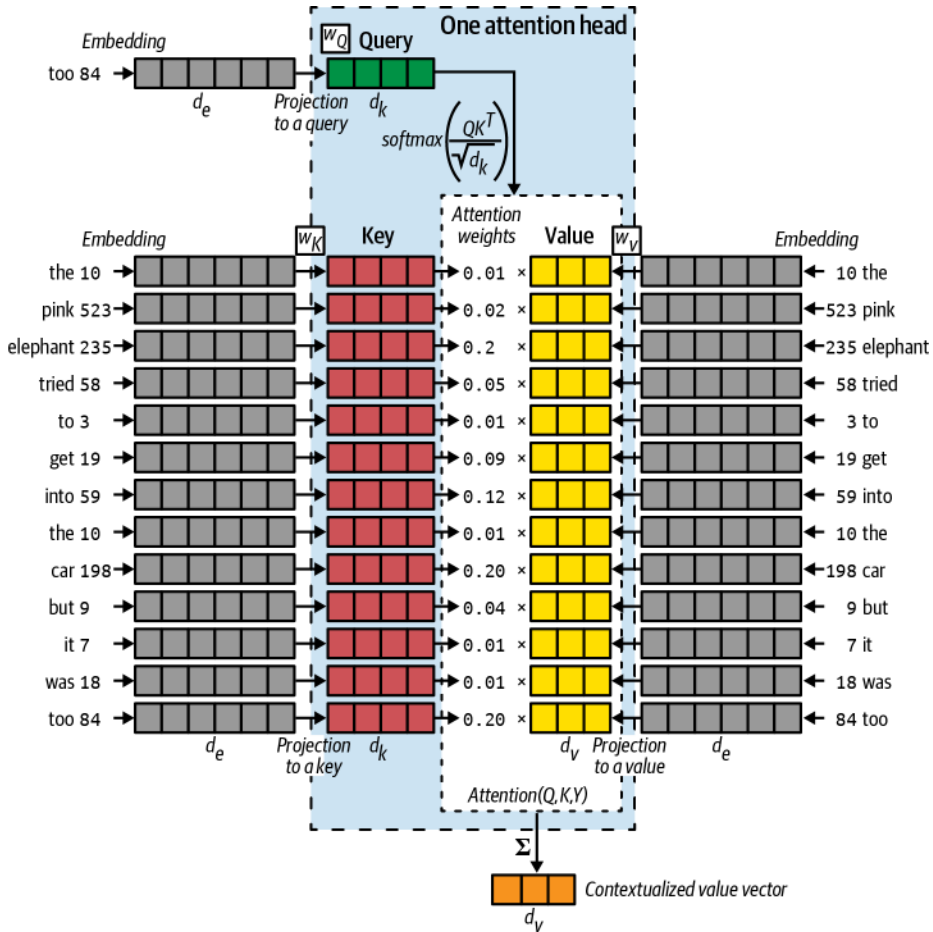 One attention head
Embedding
w_Q Query
too 84
d_e
Projection
to a query
d_k
softmax(QK^T / √d_k)
Attention
weights
Embedding
w_K
Key
Value
w_v
Embedding
the 10 0.01 × 10 the
pink 523 0.02 × 523 pink
elephant 235 0.2 × 235 elephant
tried 58 0.05 × 58 tried
to 3 0.01 × 3 to
get 19 0.09 × 19 get
into 59 0.12 × 59 into
the 10 0.01 × 10 the
car 198 0.20 × 198 car
but 9 0.04 × 9 but
it 7 0.01 × 7 it
was 18 0.01 × 18 was
too 84 0.20 × 84 too
d_e
Projection
to a key
d_k
d_v
Projection
to a value
d_e
Attention(Q,K,Y)
Σ
Contextualized value vector
d_v